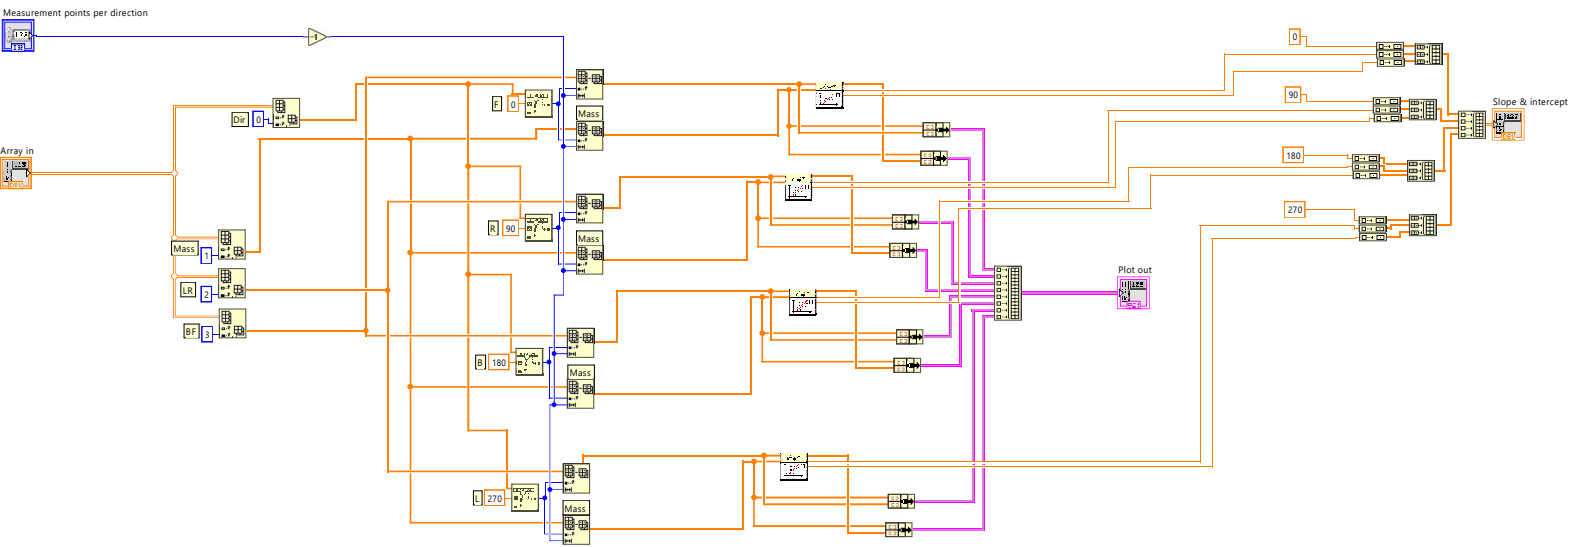 Measurement points per direction
-1
0
F
0
Mass
90
Slope & intercept
Dir
0
Array in
180
R
90
Mass
270
Mass
1
LR
2
Plot out
BF
3
B
180
Mass
L
270
Mass